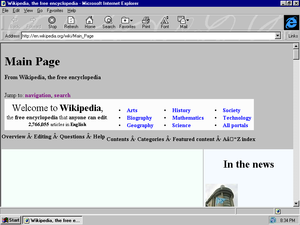 Wikipedia, the free encyclopedia - Microsoft Internet Explorer
File Edit View Go Favorites Help
Stop Refresh Home Search Favorites Print Font Mail
Address http://en.wikipedia.org/wiki/Main_Page Links
Main Page
From Wikipedia, the free encyclopedia
Jump to: navigation, search
Welcome to Wikipedia,
the free encyclopedia that anyone can edit
2,766,055 articles in English
• Arts • History • Society
• Biography • Mathematics • Technology
• Geography • Science • All portals
Overview Â· Editing Â· Questions Â· Help
Contents Â· Categories Â· Featured content Â· Aâ€"Z index
In the news
Start Wikipedia, the free e... 8:34 PM